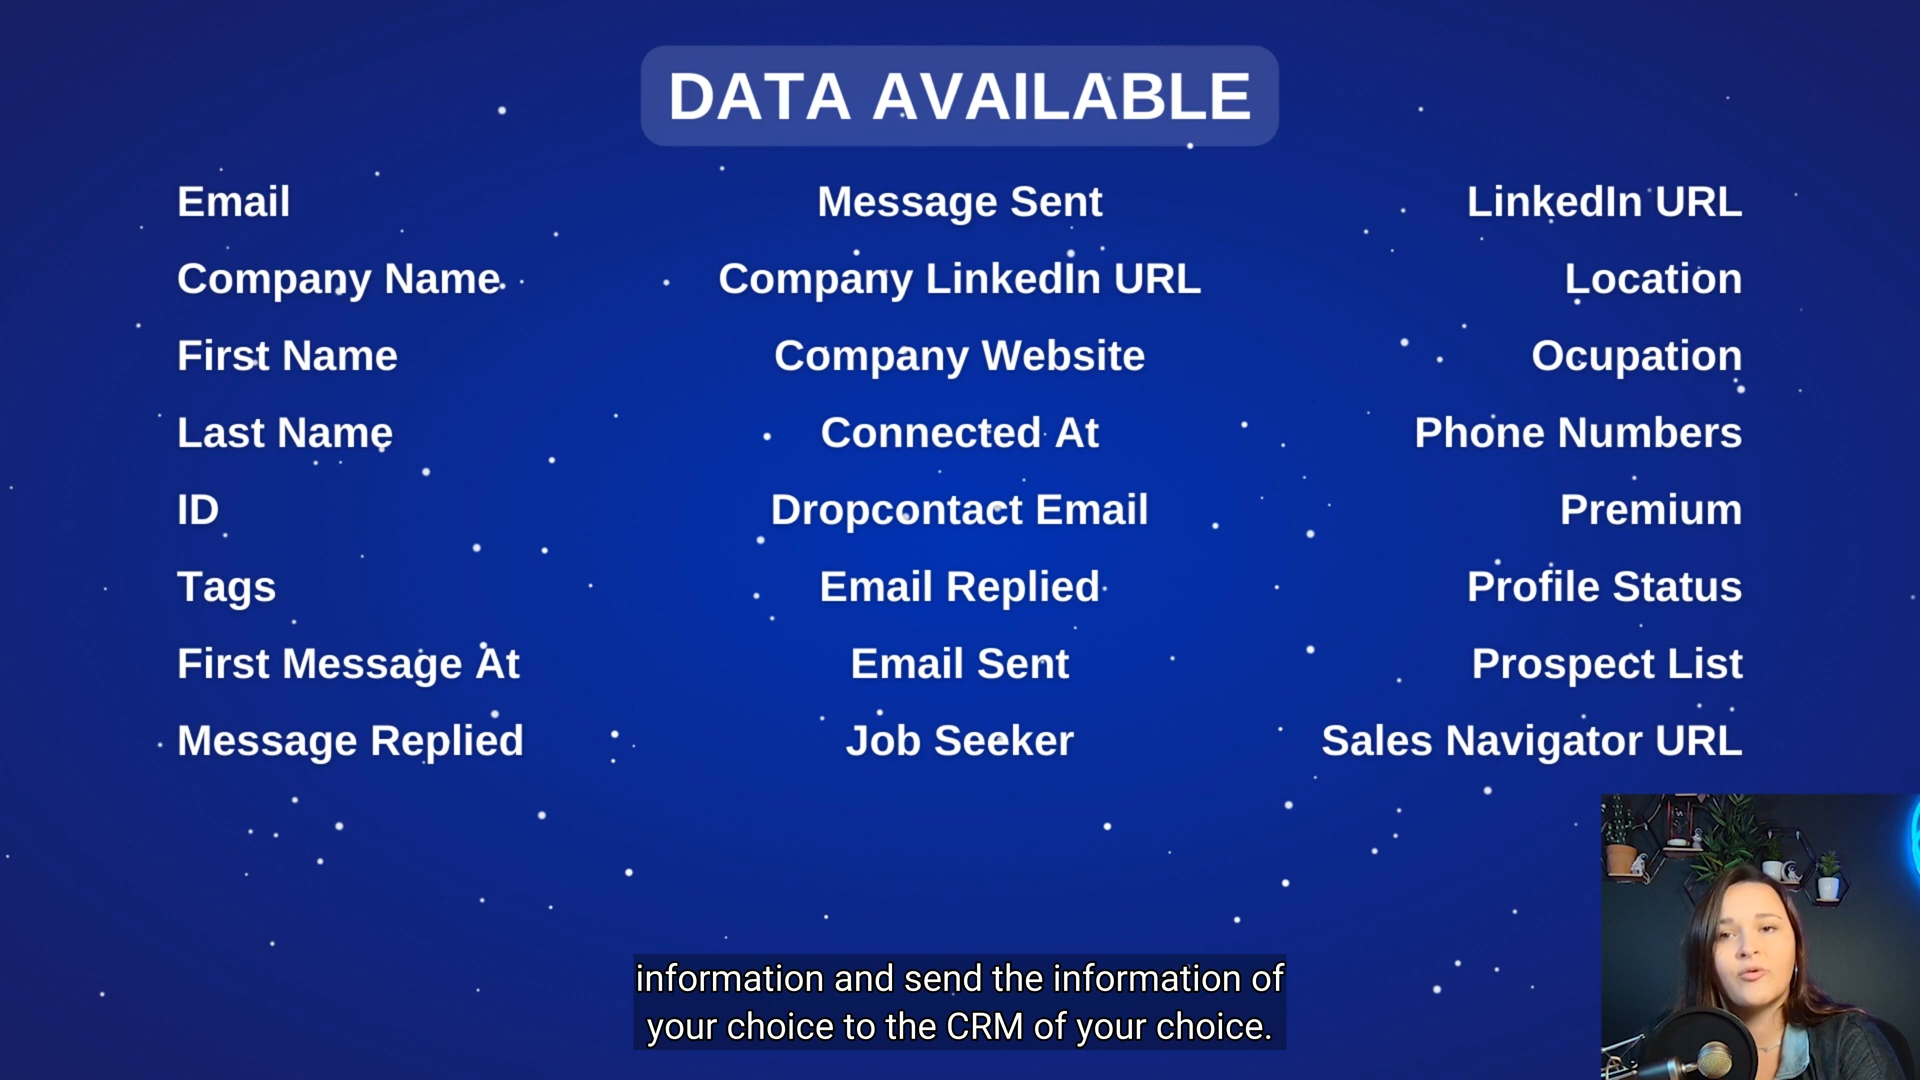 DATA AVAILABLE
Email
Company Name
First Name
Last Name
ID
Tags
First Message At
Message Replied
Message Sent
Company LinkedIn URL
Company Website
Connected At
Dropcontact Email
Email Replied
Email Sent
Job Seeker
LinkedIn URL
Location
Ocupation
Phone Numbers
Premium
Profile Status
Prospect List
Sales Navigator URL
information and send the information of
your choice to the CRM of your choice.